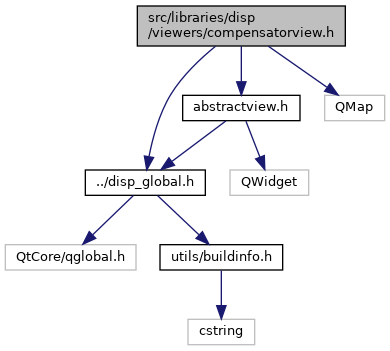 src/libraries/disp
/viewers/compensatorview.h
abstractview.h
QMap
../disp_global.h
QWidget
QtCore/qglobal.h
utils/buildinfo.h
cstring